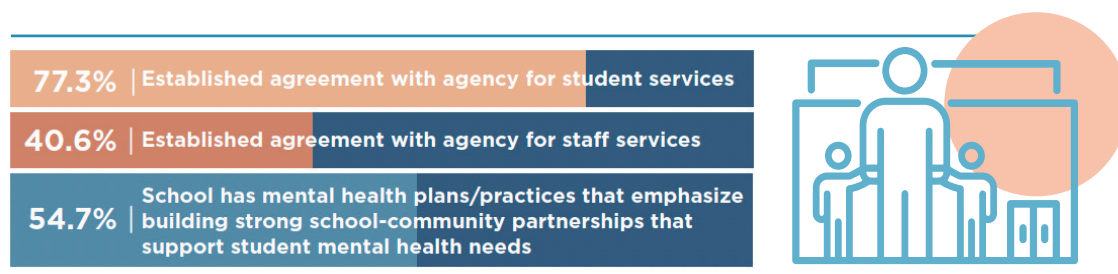 77.3% | Established agreement with agency for student services
40.6% | Established agreement with agency for staff services
54.7% | School has mental health plans/practices that emphasize
building strong school-community partnerships that
support student mental health needs